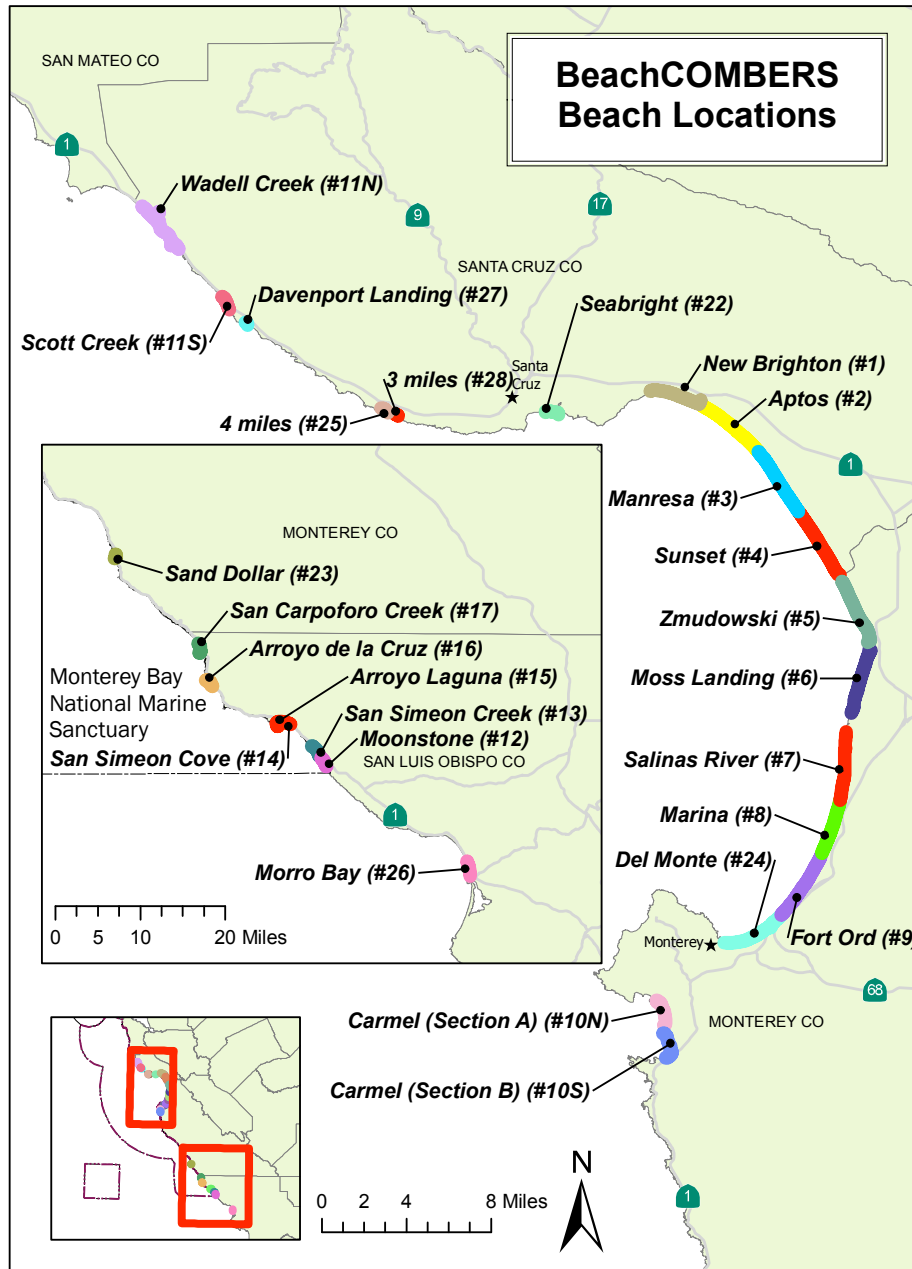 BeachCOMBERS
Beach Locations
SAN MATEO CO
1
Wadell Creek (#11N)
9
17
SANTA CRUZ CO
Davenport Landing (#27)
Seabright (#22)
Scott Creek (#11S)
3 miles (#28)
Santa
Cruz
4 miles (#25)
New Brighton (#1)
Aptos (#2)
1
Manresa (#3)
Sunset (#4)
Zmudowski (#5)
Moss Landing (#6)
Salinas River (#7)
Marina (#8)
Del Monte (#24)
Fort Ord (#9)
Monterey
68
MONTEREY CO
Carmel (Section A) (#10N)
Carmel (Section B) (#10S)
1
MONTEREY CO
Sand Dollar (#23)
San Carpoforo Creek (#17)
Arroyo de la Cruz (#16)
Arroyo Laguna (#15)
Monterey Bay
National Marine
Sanctuary
San Simeon Creek (#13)
San Simeon Cove (#14)
Moonstone (#12)
SAN LUIS OBISPO CO
1
Morro Bay (#26)
0 5 10 20 Miles
N
0 2 4 8 Miles